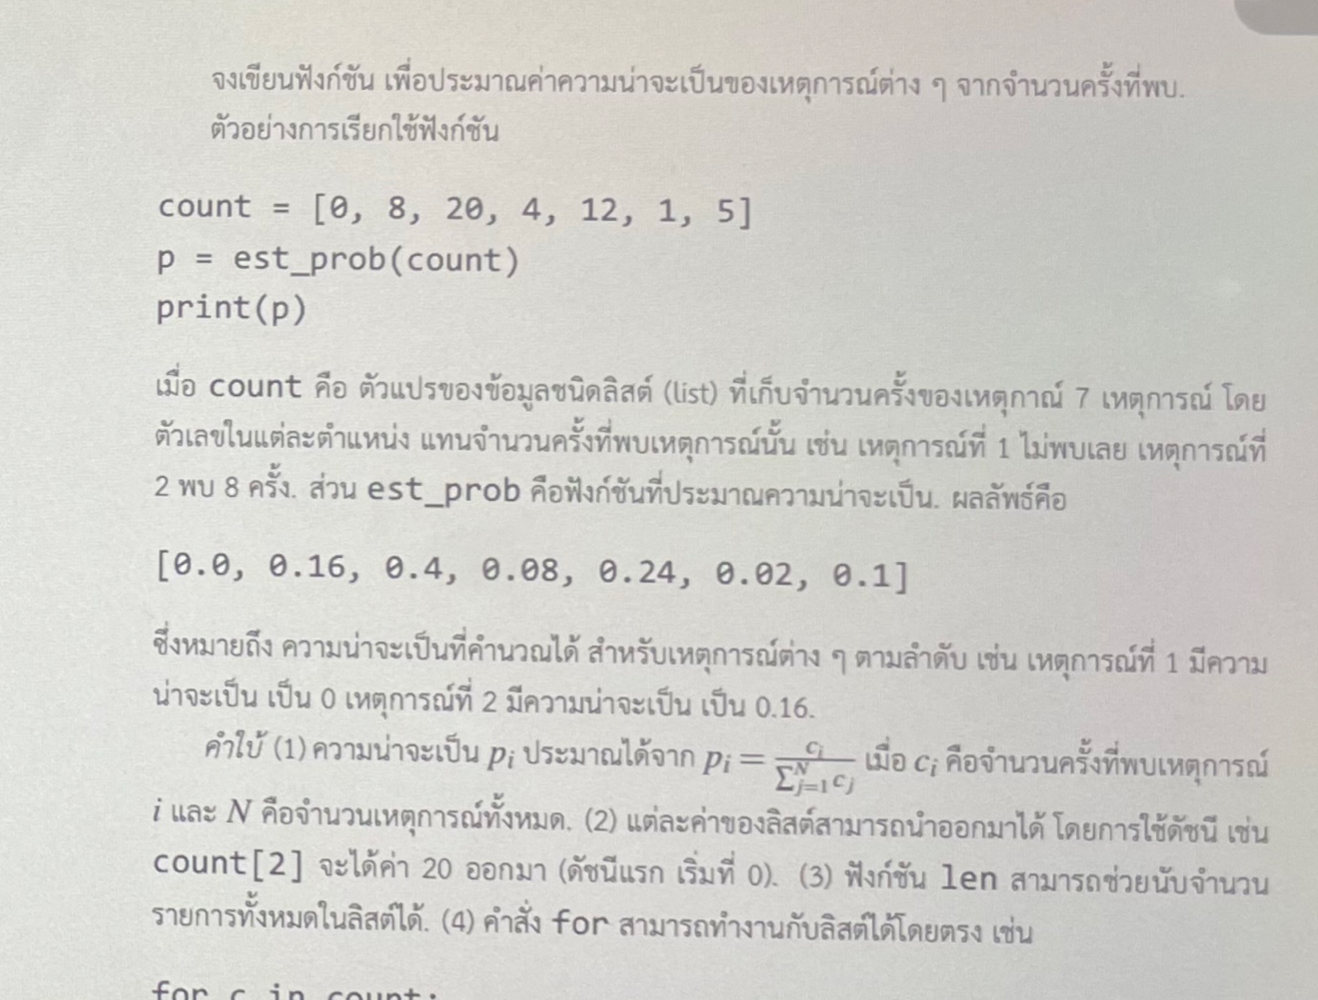 จงเขียนฟังก์ชัน เพื่อประมาณค่าความน่าจะเป็นของเหตุการณ์ต่าง ๆ จากจำนวนครั้งที่พบ.
ตัวอย่างการเรียกใช้ฟังก์ชัน
count = [0, 8, 20, 4, 12, 1, 5]
p = est_prob(count)
print(p)
เมื่อ count คือ ตัวแปรของข้อมูลชนิดลิสต์ (list) ที่เก็บจำนวนครั้งของเหตุกาณ์ 7 เหตุการณ์ โดย
ตัวเลขในแต่ละตำแหน่ง แทนจำนวนครั้งที่พบเหตุการณ์นั้น เช่น เหตุการณ์ที่ 1 ไม่พบเลย เหตุการณ์ที่
2 พบ 8 ครั้ง. ส่วน est_prob คือฟังก์ชันที่ประมาณความน่าจะเป็น. ผลลัพธ์คือ
[0.0, 0.16, 0.4, 0.08, 0.24, 0.02, 0.1]
ซึ่งหมายถึง ความน่าจะเป็นที่คำนวณได้ สำหรับเหตุการณ์ต่าง ๆ ตามลำดับ เช่น เหตุการณ์ที่ 1 มีความ
น่าจะเป็น เป็น 0 เหตุการณ์ที่ 2 มีความน่าจะเป็น เป็น 0.16.
คำใบ้ (1) ความน่าจะเป็น p_i ประมาณได้จาก p_i = c_i / ∑_{j=1}^{N} c_j เมื่อ c_i คือจำนวนครั้งที่พบเหตุการณ์
i และ N คือจำนวนเหตุการณ์ทั้งหมด. (2) แต่ละค่าของลิสต์สามารถนำออกมาได้ โดยการใช้ดัชนี เช่น
count[2] จะได้ค่า 20 ออกมา (ดัชนีแรก เริ่มที่ 0). (3) ฟังก์ชัน len สามารถช่วยนับจำนวน
รายการทั้งหมดในลิสต์ได้. (4) คำสั่ง for สามารถทำงานกับลิสต์ได้โดยตรง เช่น
for c in count: